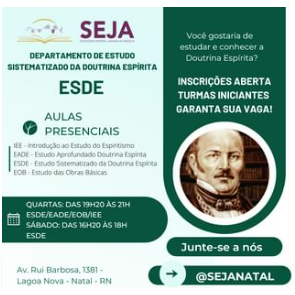 SEJA
DEPARTAMENTO DE ESTUDO
SISTEMATIZADO DA DOUTRINA ESPÍRITA
ESDE
AULAS
PRESENCIAIS
IEE - Introdução ao Estudo do Espiritismo
EADE - Estudo Aprofundado Doutrina Espírita
ESDE - Estudo Sistematizado da Doutrina Espírita
EOB - Estudo das Obras Básicas
QUARTAS: DAS 19H20 ÀS 21H
ESDE/EADE/EOB/IEE
SÁBADO: DAS 16H20 ÀS 18H
ESDE
Av. Rui Barbosa, 1381 -
Lagoa Nova - Natal - RN
Você gostaria de
estudar e conhecer a
Doutrina Espírita?
INSCRIÇÕES ABERTA
TURMAS INICIANTES
GARANTA SUA VAGA!
Junte-se a nós
@SEJANATAL